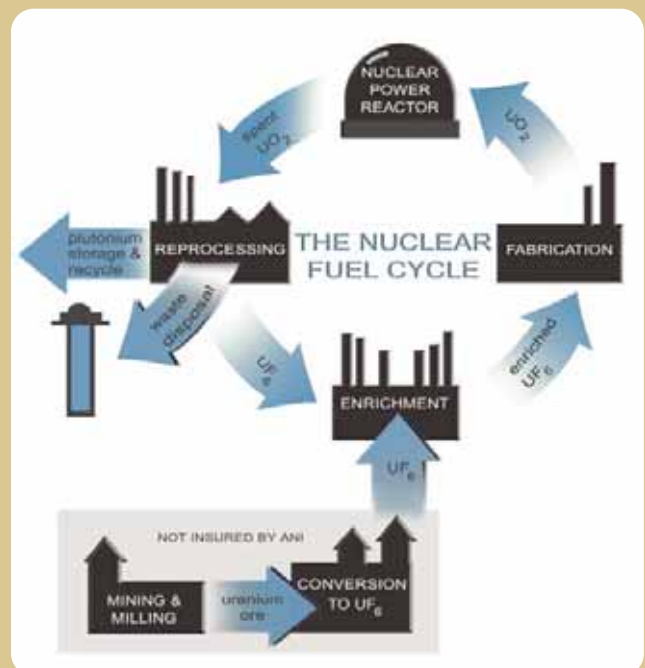 NUCLEAR
POWER
REACTOR
spent
UO₂
UO₂
plutonium
storage &
recycle
REPROCESSING
THE NUCLEAR
FUEL CYCLE
FABRICATION
waste
disposal
UF₆
enriched
UF₆
ENRICHMENT
UF₆
NOT INSURED BY ANI
MINING &
MILLING
uranium
ore
CONVERSION
TO UF₆